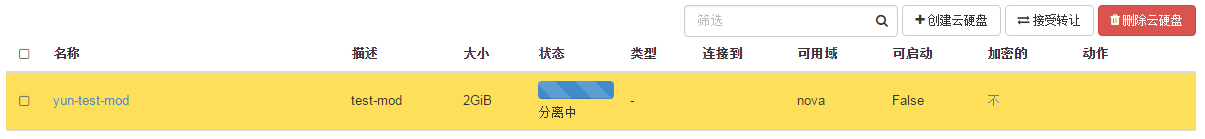 筛选 创建云硬盘 接受转让 删除云硬盘
名称 描述 大小 状态 类型 连接到 可用域 可启动 加密的 动作
yun-test-mod test-mod 2GiB 分离中 - nova False 不